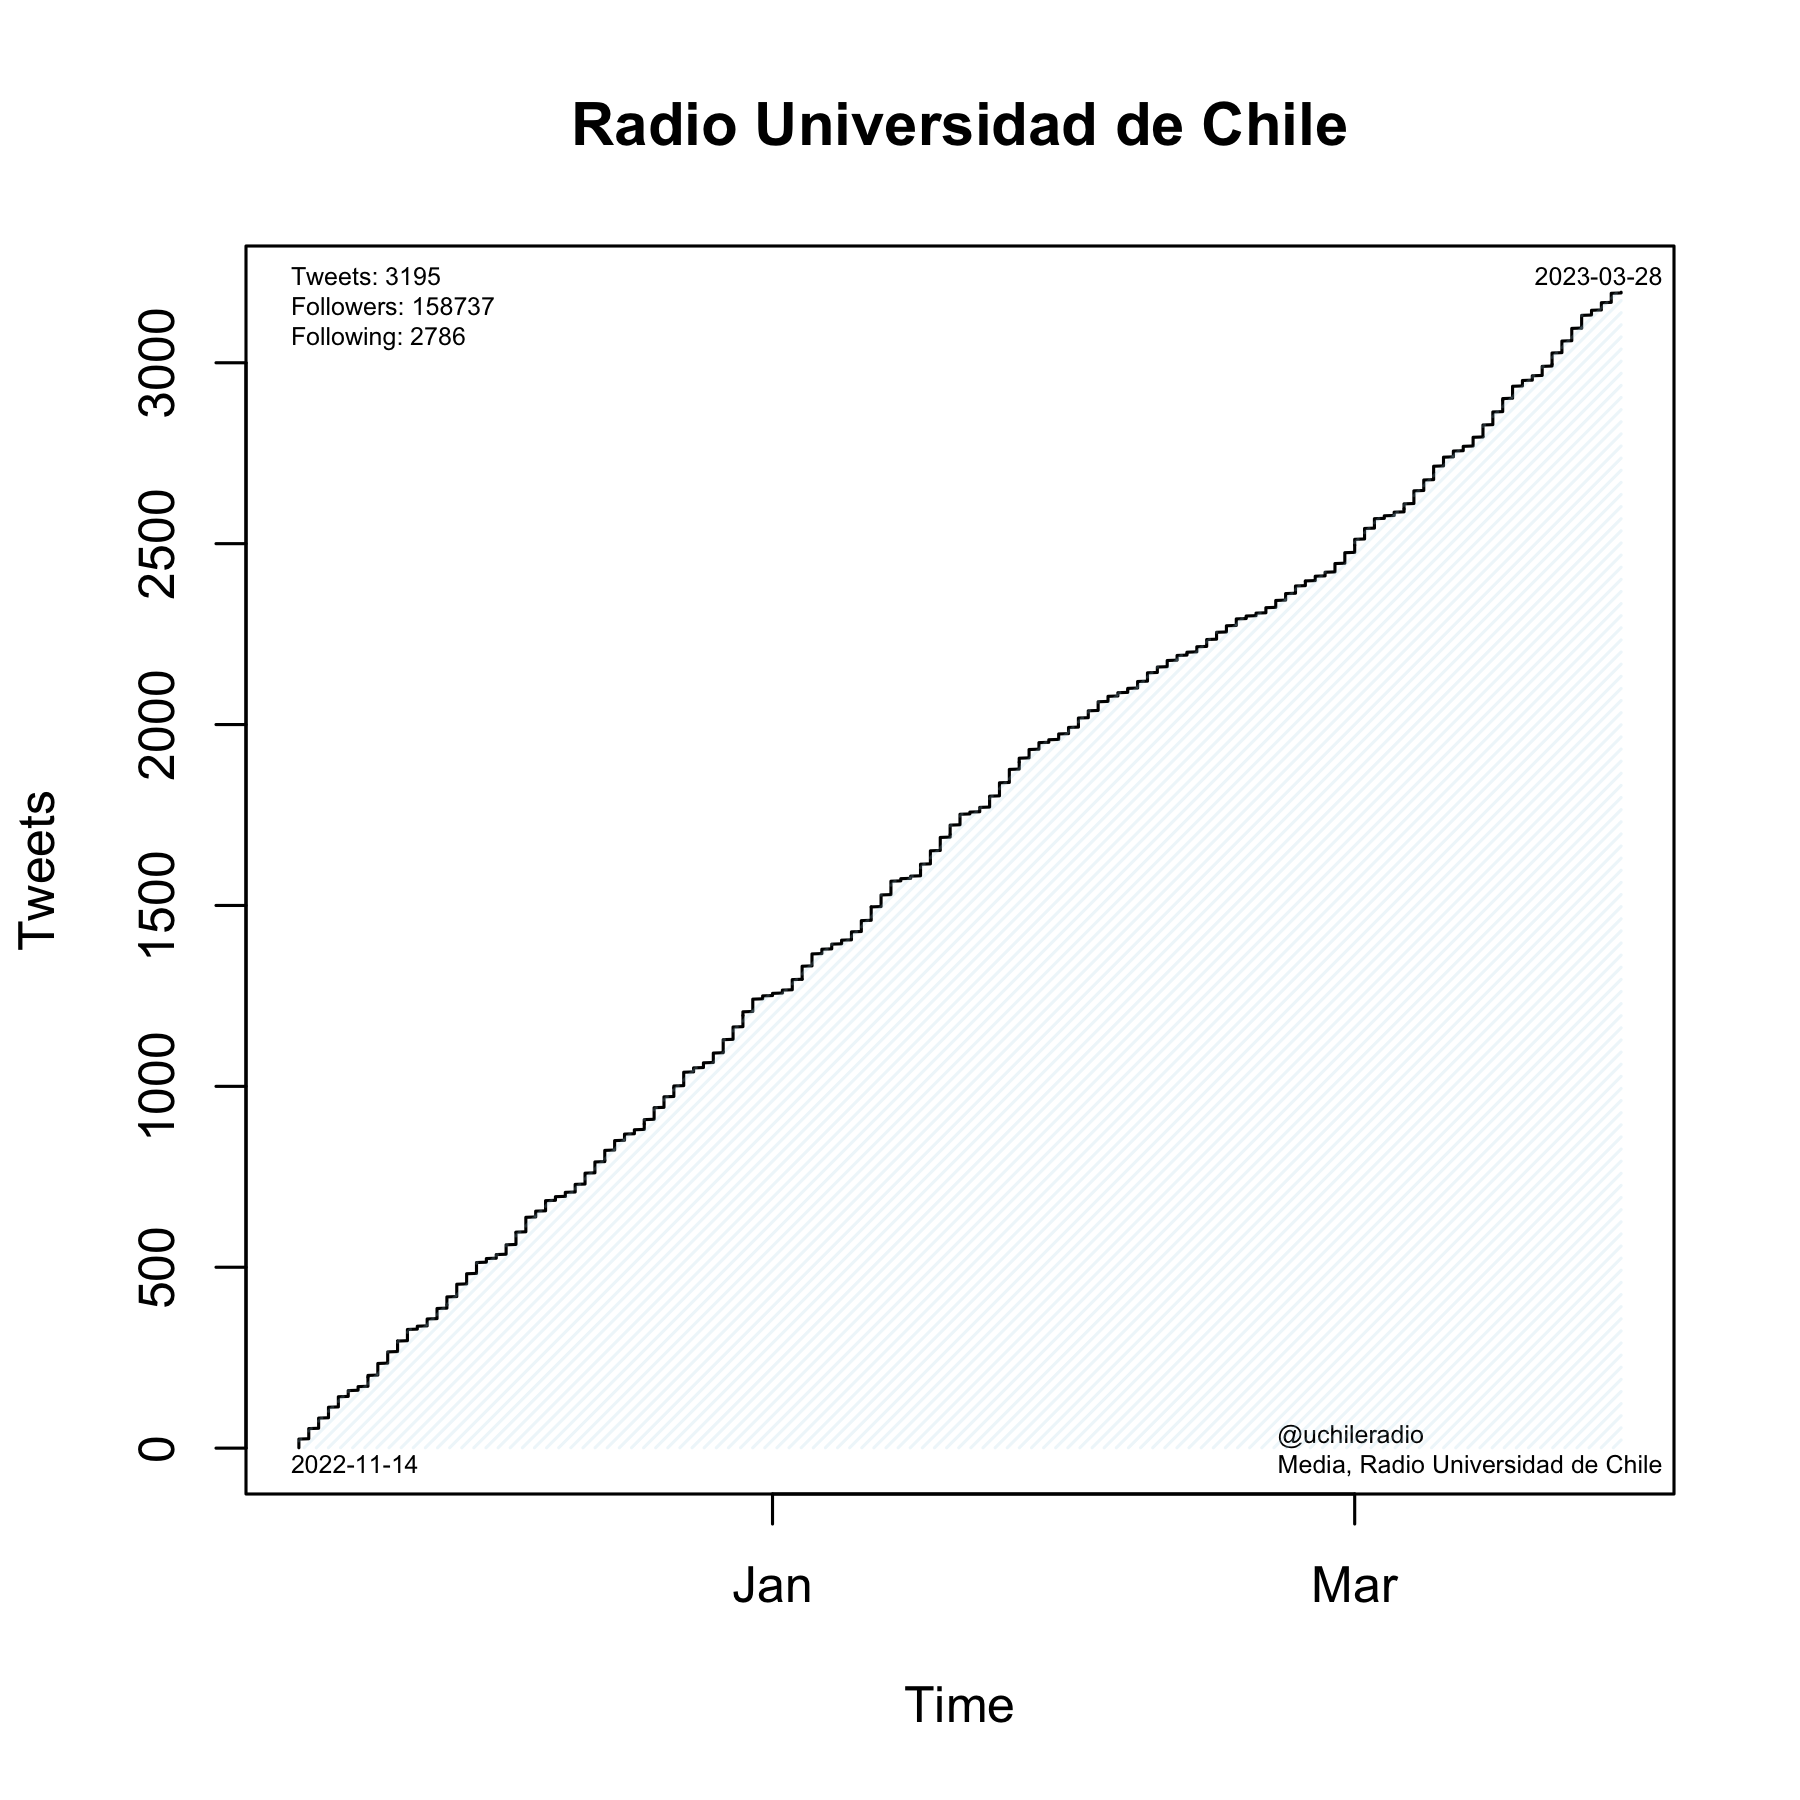 Radio Universidad de Chile
Tweets: 3195
Followers: 158737
Following: 2786
2023-03-28
3000
2500
2000
1500
1000
500
0
Tweets
2022-11-14
@uchileradio
Media, Radio Universidad de Chile
Jan
Mar
Time